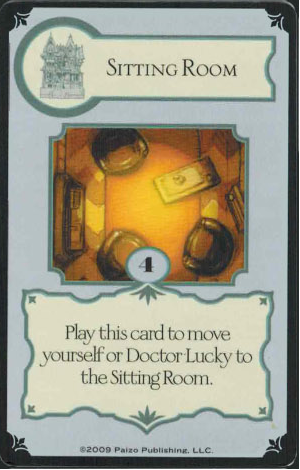 SITTING ROOM
4
Play this card to move
yourself or Doctor Lucky to
the Sitting Room.
©2009 Paizo Publishing, LLC.